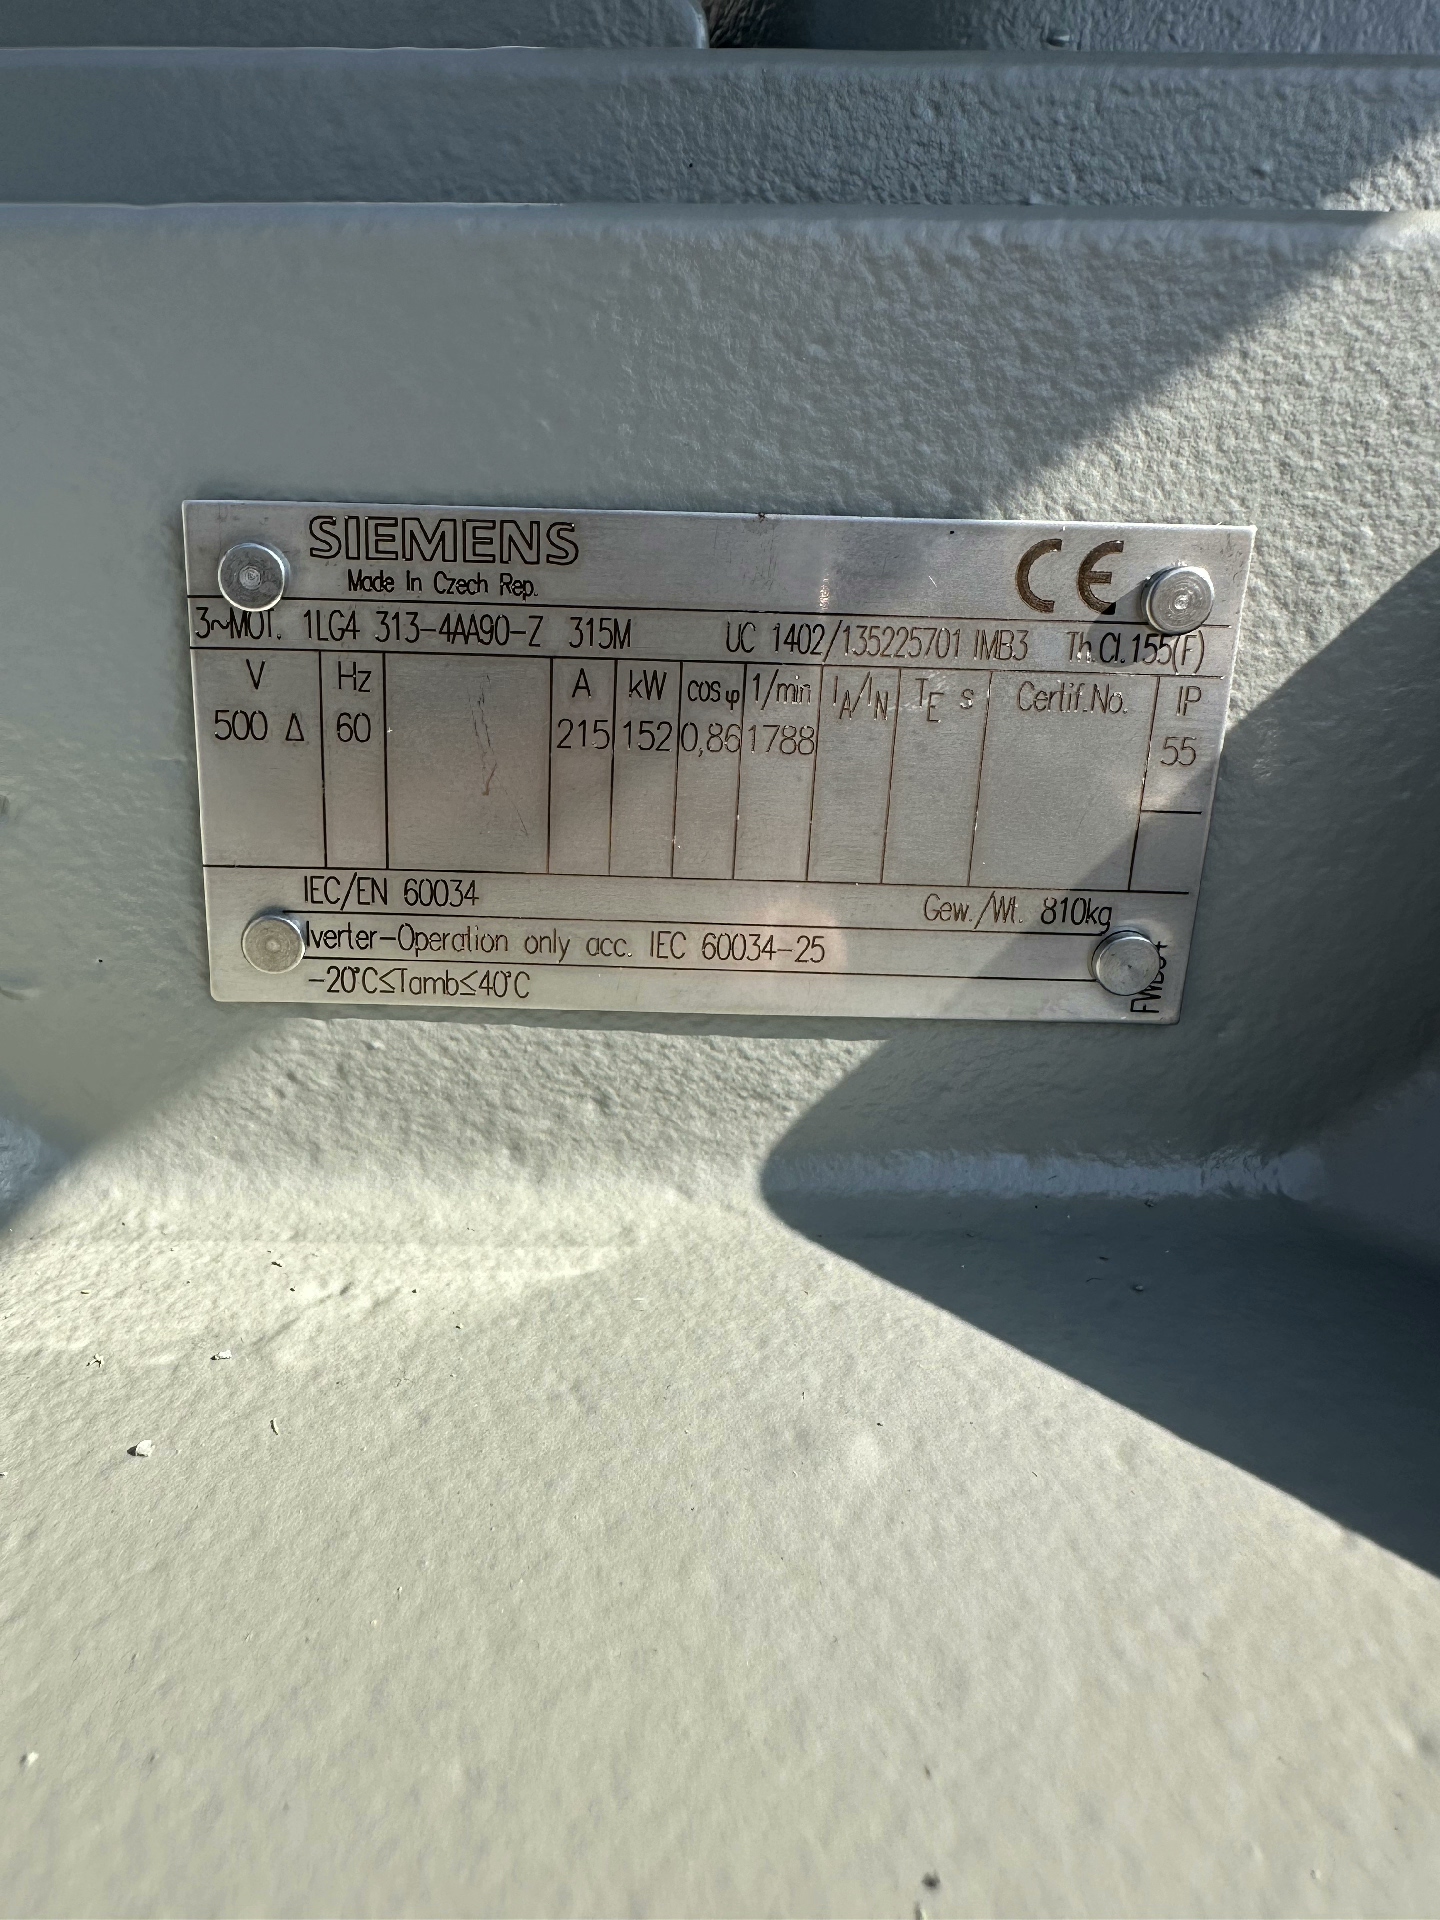 SIEMENS
Made In Czech Rep.
CE
3~MOT. 1LG4 313-4AA90-Z 315M UC 1402/135225701 IMB3 Th.Cl.155(F)
V Hz A kW cosφ 1/min IA/IN TE s Certif.No. IP
500 Δ 60 215 152 0,86 1788 55
IEC/EN 60034 Gew./Wt. 810kg
Iverter-Operation only acc. IEC 60034-25
-20°C≤Tamb≤40°C